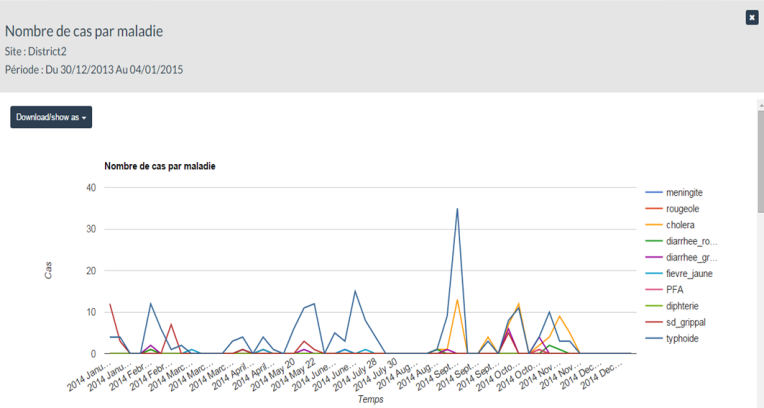 Nombre de cas par maladie
Site : District2
Période : Du 30/12/2013 Au 04/01/2015
Download/show as
Nombre de cas par maladie
40
30
20
10
0
Cas
meningite
rougeole
cholera
diarrhee_ro...
diarrhee_gr...
fievre_jaune
PFA
diphterie
sd_grippal
typhoide
2014 Janu...
2014 Janu...
2014 Febr...
2014 Febr...
2014 Marc...
2014 Marc...
2014 Marc...
2014 April...
2014 April...
2014 May 20
2014 May 22
2014 June...
2014 June...
2014 July 28
2014 July 30
2014 Aug...
2014 Aug...
2014 Sept...
2014 Sept...
2014 Sept...
2014 Octo...
2014 Octo...
2014 Nov...
2014 Nov...
2014 Dec...
2014 Dec...
Temps